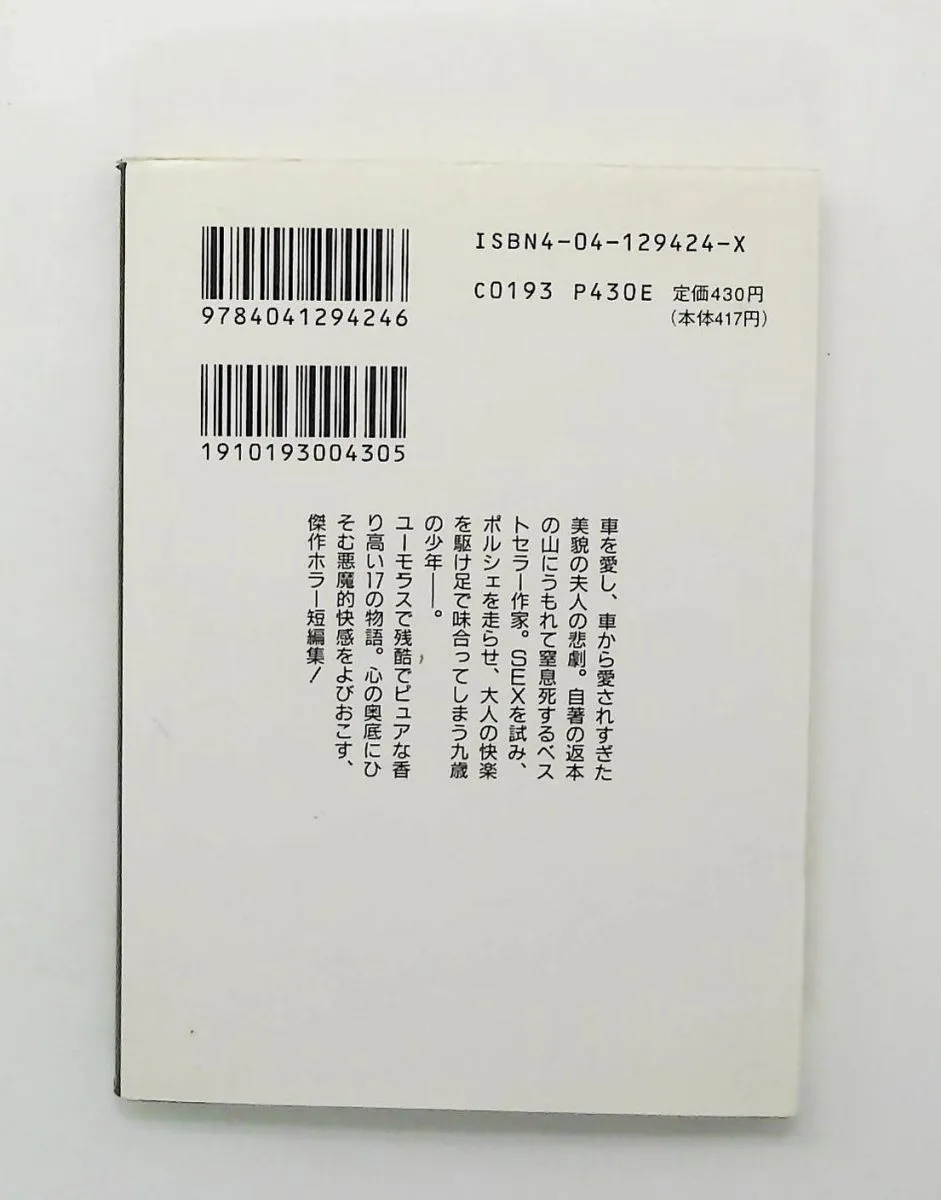 9784041294246
1910193004305
ISBN4-04-129424-X
C0193 P430E 定価430円
(本体417円)
車を愛し、車から愛されすぎた
美貌の夫人の悲劇。自著の返本
の山にうもれて窒息死するベス
トセラー作家。SEXを試み、
ポルシェを走らせ、大人の快楽
を駆け足で味合ってしまう九歳
の少年──。
ユーモラスで残酷でピュアな香
り高い17の物語。心の奥底にひ
そむ悪魔的快感をよびおこす、
傑作ホラー短編集!